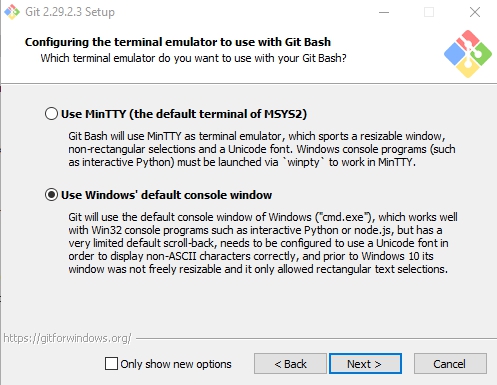 Git 2.29.2.3 Setup
Configuring the terminal emulator to use with Git Bash
Which terminal emulator do you want to use with your Git Bash?
Use MinTTY (the default terminal of MSYS2)
Git Bash will use MinTTY as terminal emulator, which sports a resizable window,
non-rectangular selections and a Unicode font. Windows console programs (such
as interactive Python) must be launched via `winpty` to work in MinTTY.
Use Windows' default console window
Git will use the default console window of Windows ("cmd.exe"), which works well
with Win32 console programs such as interactive Python or node.js, but has a
very limited default scroll-back, needs to be configured to use a Unicode font in
order to display non-ASCII characters correctly, and prior to Windows 10 its
window was not freely resizable and it only allowed rectangular text selections.
https://gitforwindows.org/
Only show new options
< Back
Next >
Cancel